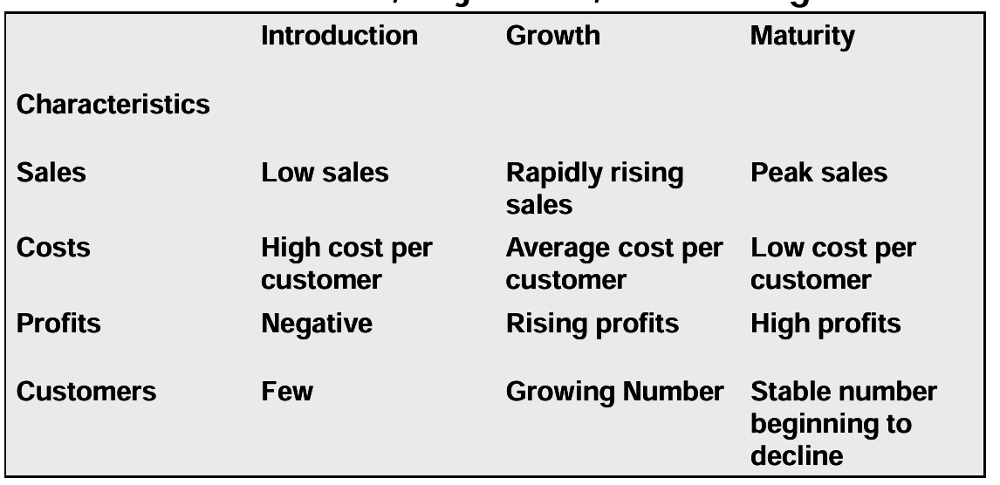 Introduction Growth Maturity
Characteristics
Sales Low sales Rapidly rising Peak sales
sales
Costs High cost per Average cost per Low cost per
customer customer customer
Profits Negative Rising profits High profits
Customers Few Growing Number Stable number
beginning to
decline